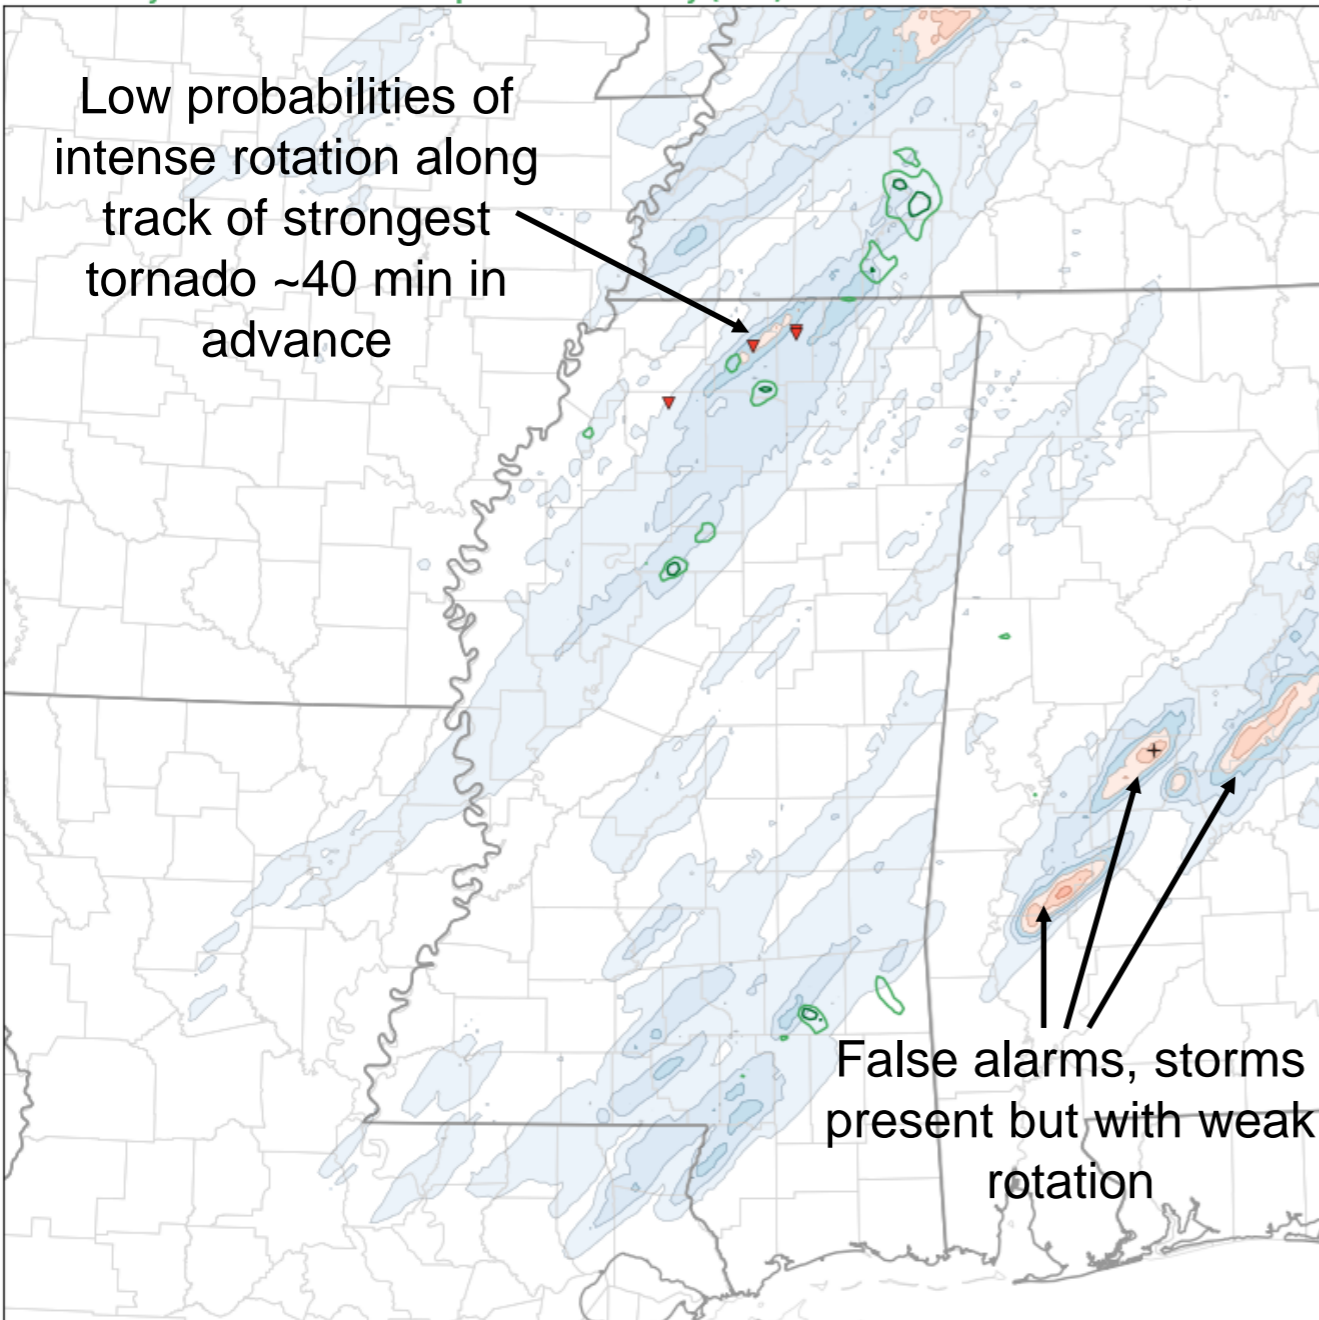 Low probabilities of
intense rotation along
track of strongest
tornado ~40 min in
advance
False alarms, storms
present but with weak
rotation